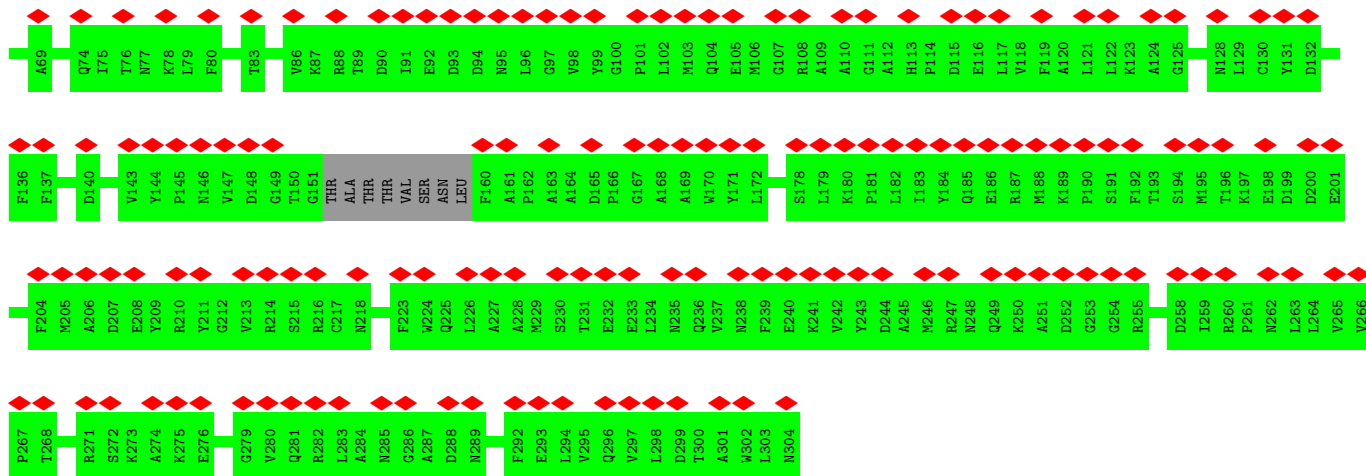 A69 Q74 I75 T76 N77 K78 L79 F80 T83 V86 K87 R88 T89 D90 I91 E92 D93 D94 N95 L96 G97 V98 Y99 G100 P101 L102 M103 Q104 E105 M106 G107 R108 A109 A110 G111 A112 H113 P114 D115 E116 L117 V118 F119 A120 L121 L122 K123 A124 G125 N128 L129 C130 Y131 D132
F136 F137 D140 V143 Y144 P145 N146 V147 D148 G149 T150 G151 THR ALA THR THR VAL SER ASN LEU F160 A161 P162 A163 A164 D165 P166 G167 A168 A169 W170 Y171 L172 S178 L179 K180 P181 L182 I183 Y184 Q185 E186 R187 M188 K189 P190 S191 F192 T193 S194 M195 T196 K197 E198 D199 D200 E201
F204 M205 A206 D207 E208 Y209 R210 Y211 G212 V213 R214 S215 R216 C217 N218 F223 W224 Q225 L226 A227 A228 M229 S230 T231 E232 E233 L234 N235 Q236 V237 N238 F239 E240 K241 V242 Y243 D244 A245 M246 R247 N248 Q249 K250 A251 D252 G253 G254 R255 D258 I259 R260 P261 N262 L263 L264 V265 V266
P267 T268 R271 S272 K273 A274 K275 E276 G279 V280 Q281 R282 L283 A284 N285 G286 A287 D288 N289 F292 E293 L294 V295 Q296 V297 L298 D299 T300 A301 W302 L303 N304